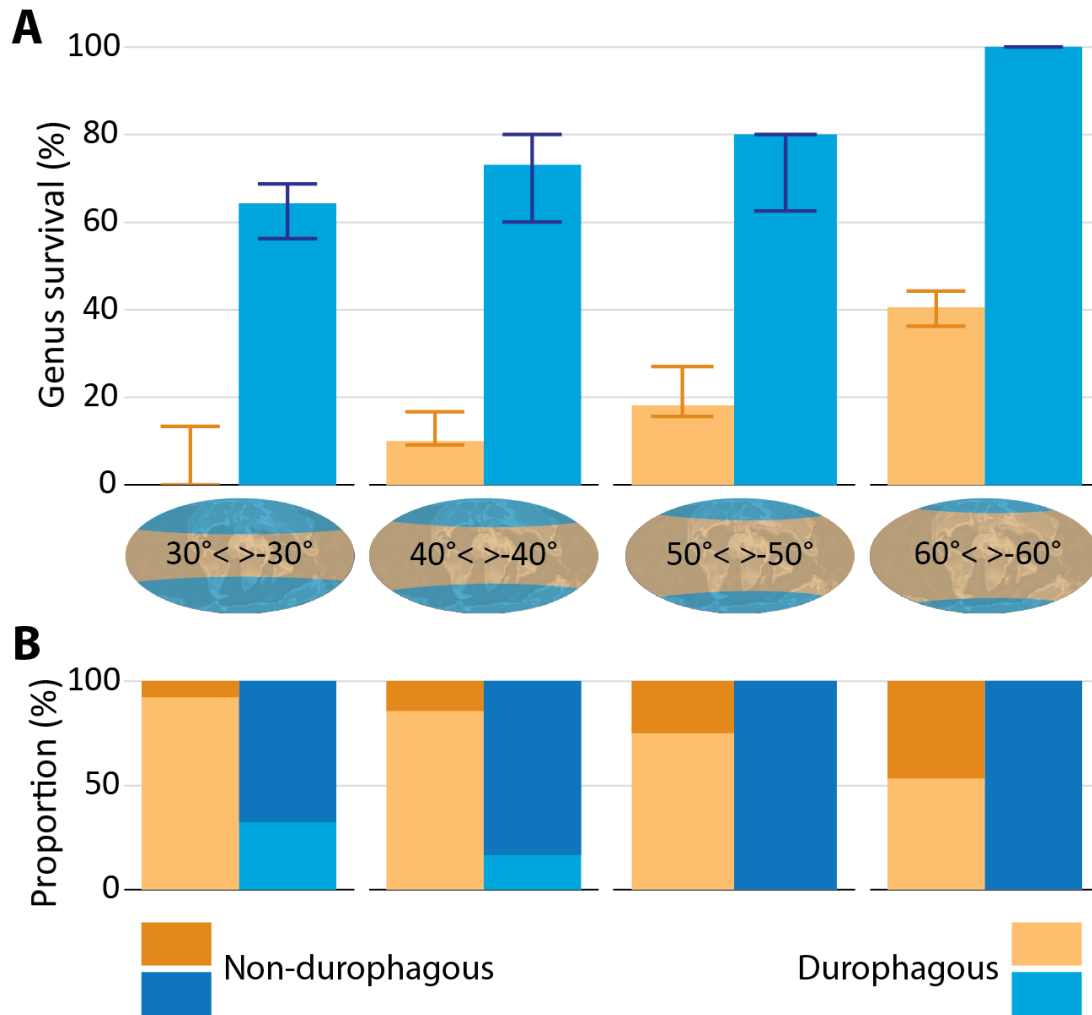 A
Genus survival (%)
100
80
60
40
20
0
30°< >-30°
40°< >-40°
50°< >-50°
60°< >-60°
B
Proportion (%)
100
50
0
Non-durophagous
Durophagous